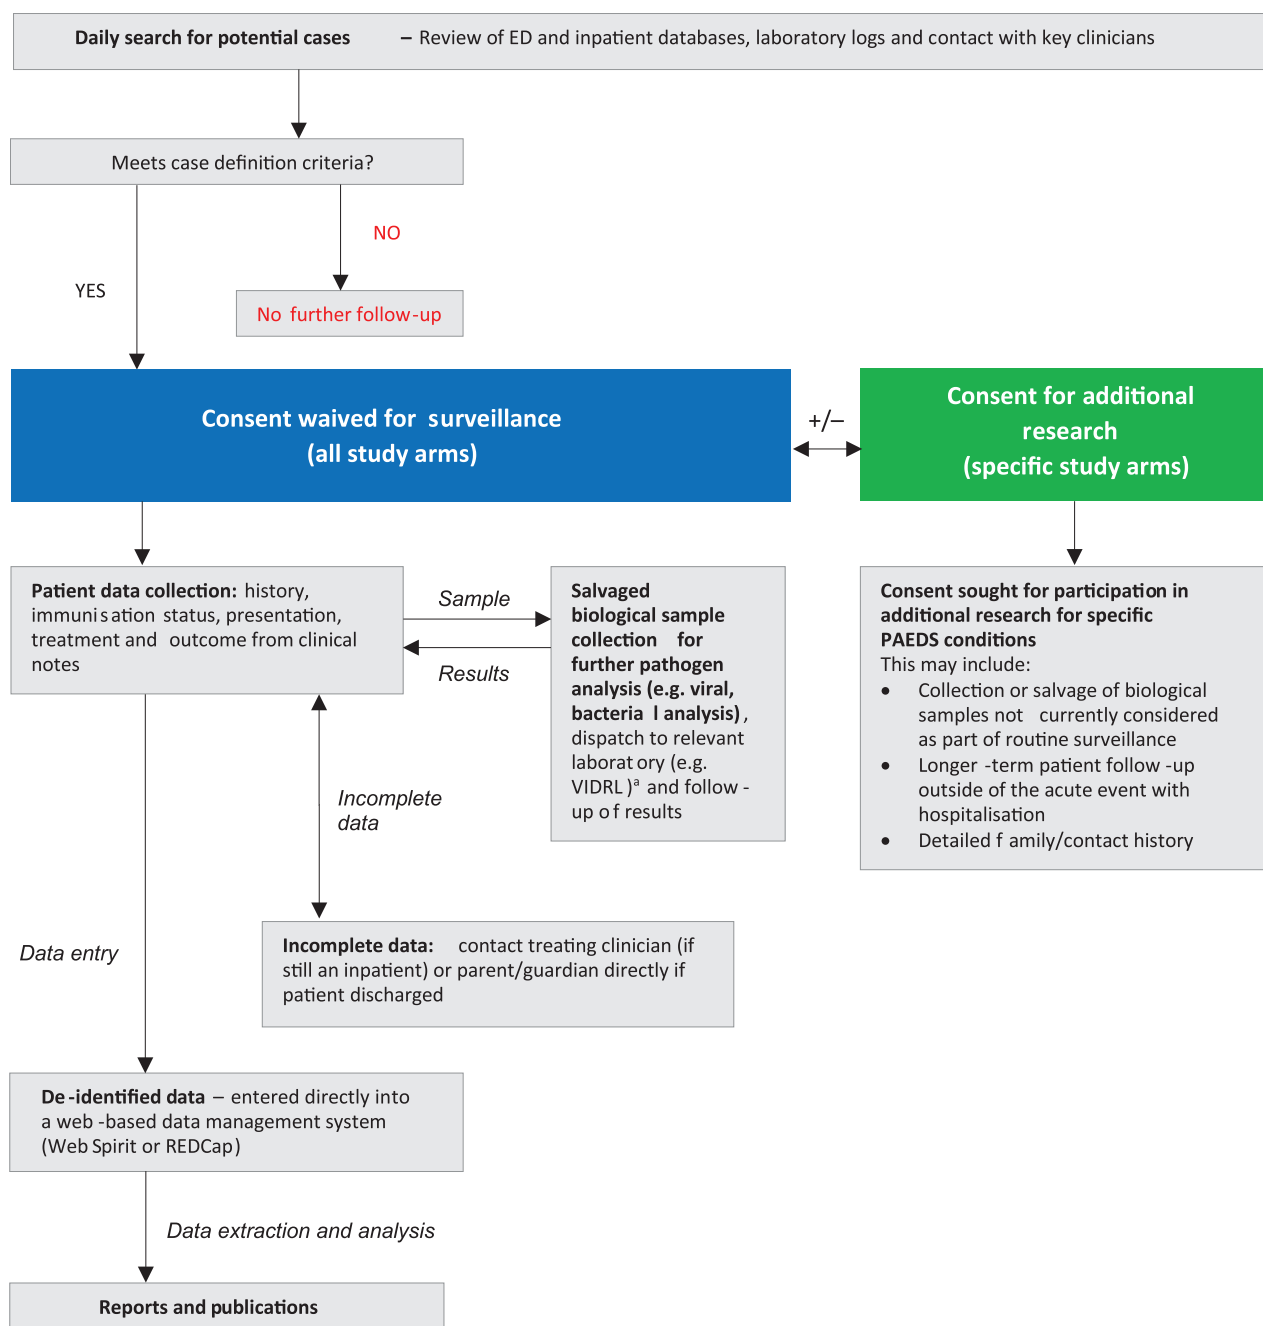 Daily search for potential cases – Review of ED and inpatient databases, laboratory logs and contact with key clinicians
Meets case definition criteria?
NO
YES
No further follow-up
Consent waived for surveillance
(all study arms)
+/–
Consent for additional
research
(specific study arms)
Patient data collection: history,
immunisation status, presentation,
treatment and outcome from clinical
notes
Sample
Results
Salvaged
biological sample
collection for
further pathogen
analysis (e.g. viral,
bacterial analysis),
dispatch to relevant
laboratory (e.g.
VIDRL)ª and follow-
up of results
Consent sought for participation in
additional research for specific
PAEDS conditions
This may include:
• Collection or salvage of biological
samples not currently considered
as part of routine surveillance
• Longer-term patient follow-up
outside of the acute event with
hospitalisation
• Detailed family/contact history
Incomplete
data
Incomplete data: contact treating clinician (if
still an inpatient) or parent/guardian directly if
patient discharged
Data entry
De-identified data – entered directly into
a web-based data management system
(Web Spirit or REDCap)
Data extraction and analysis
Reports and publications